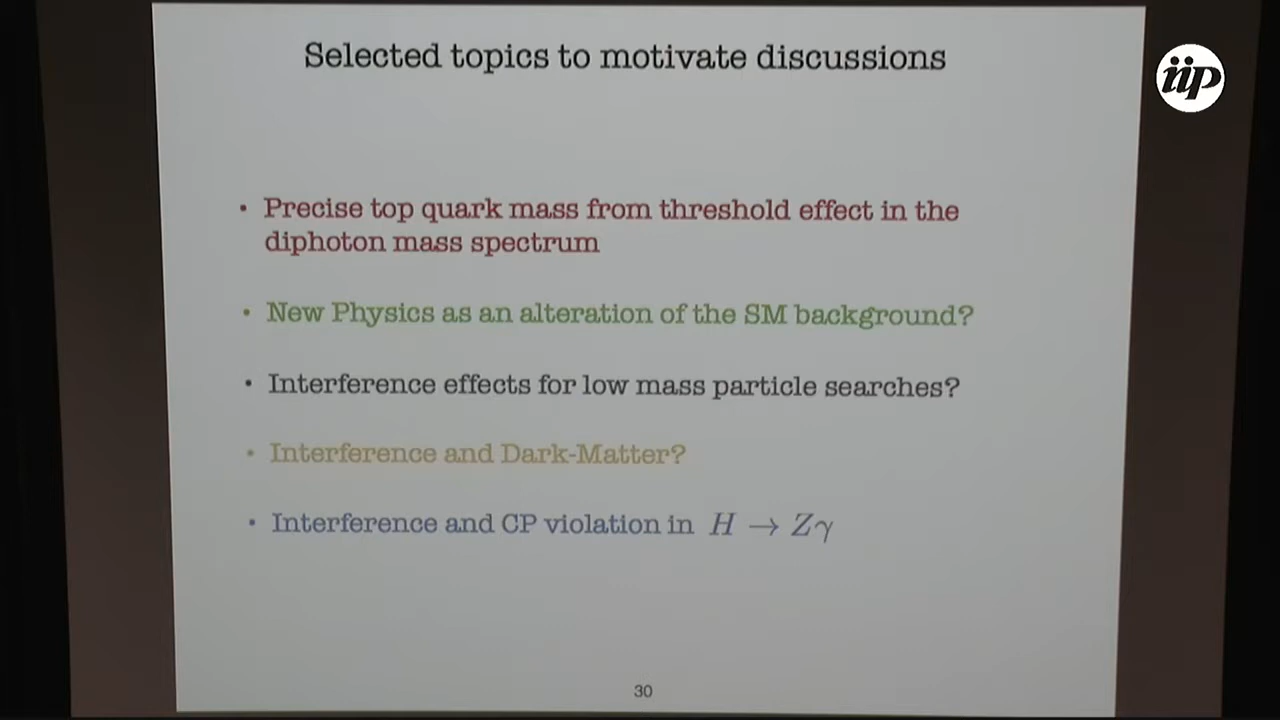 Selected topics to motivate discussions
iip
• Precise top quark mass from threshold effect in the
diphoton mass spectrum
• New Physics as an alteration of the SM background?
• Interference effects for low mass particle searches?
• Interference and Dark-Matter?
• Interference and CP violation in H → Zγ
30